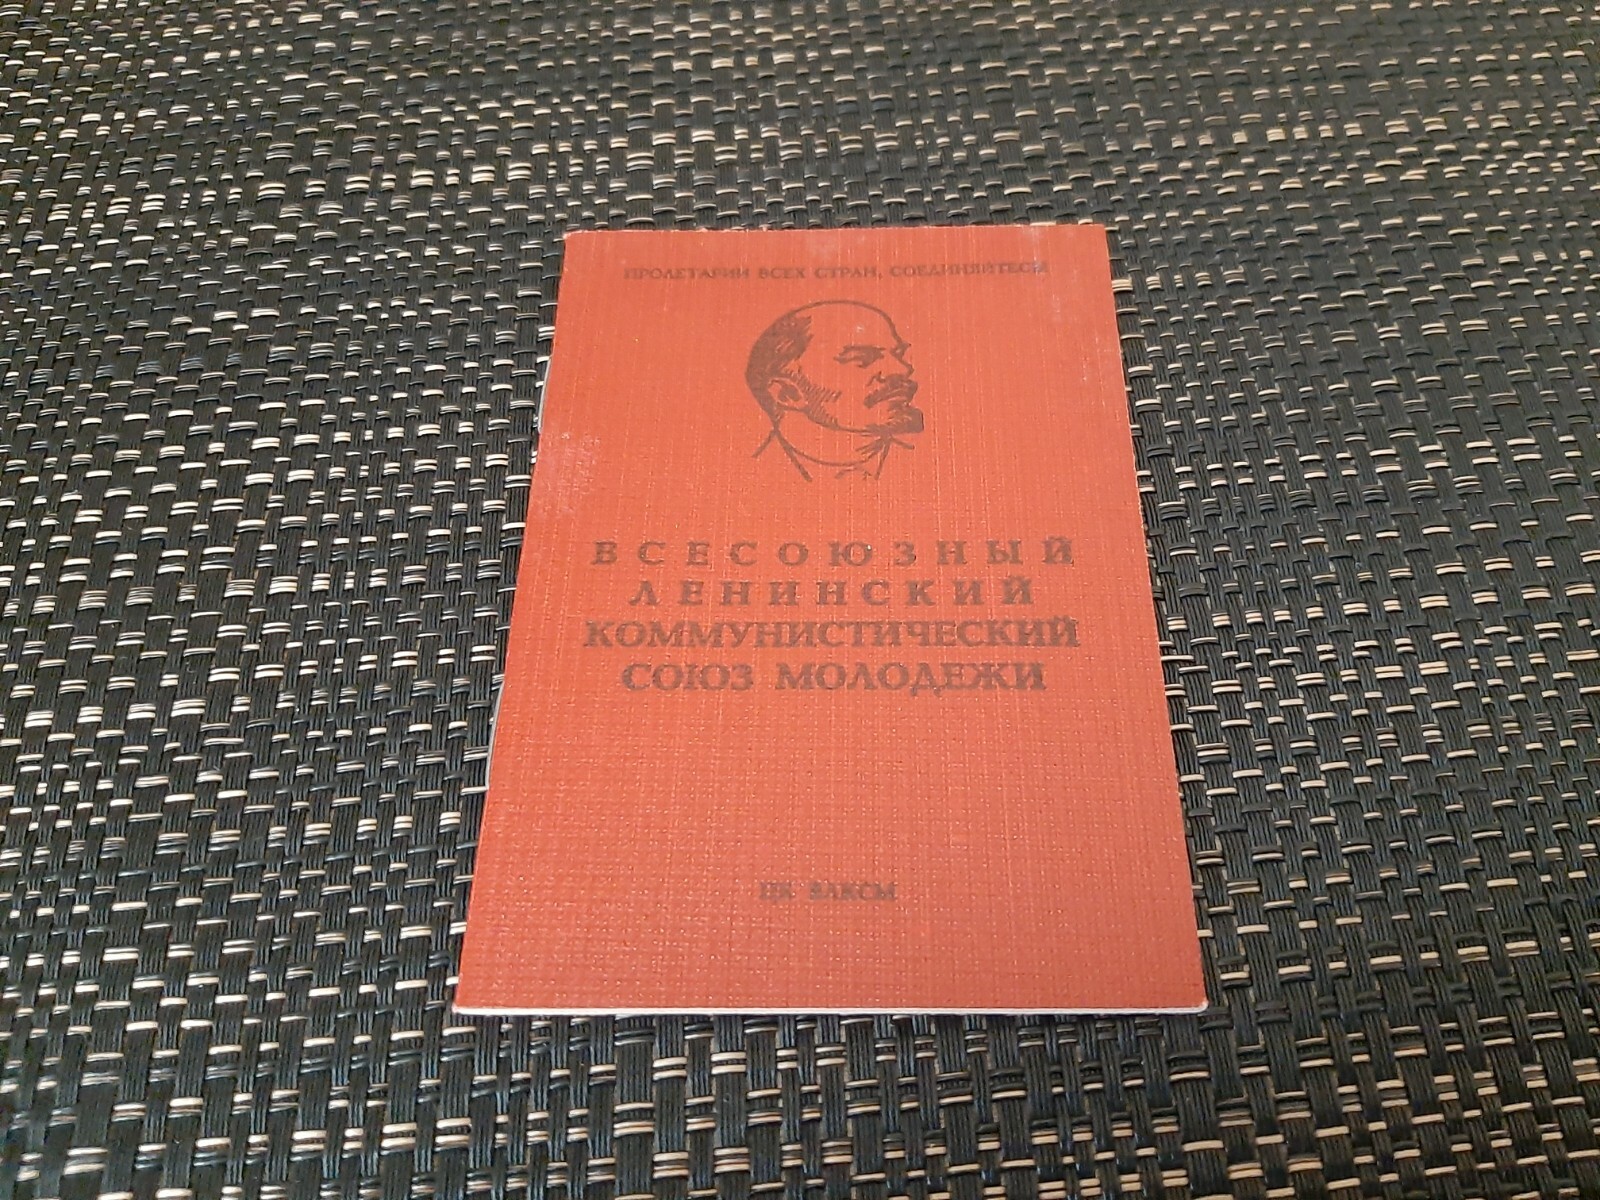 ПРОЛЕТАРИИ ВСЕХ СТРАН, СОЕДИНЯЙТЕСЬ
ВСЕСОЮЗНЫЙ
ЛЕНИНСКИЙ
КОММУНИСТИЧЕСКИЙ
СОЮЗ МОЛОДЕЖИ
ЦК ВЛКСМ